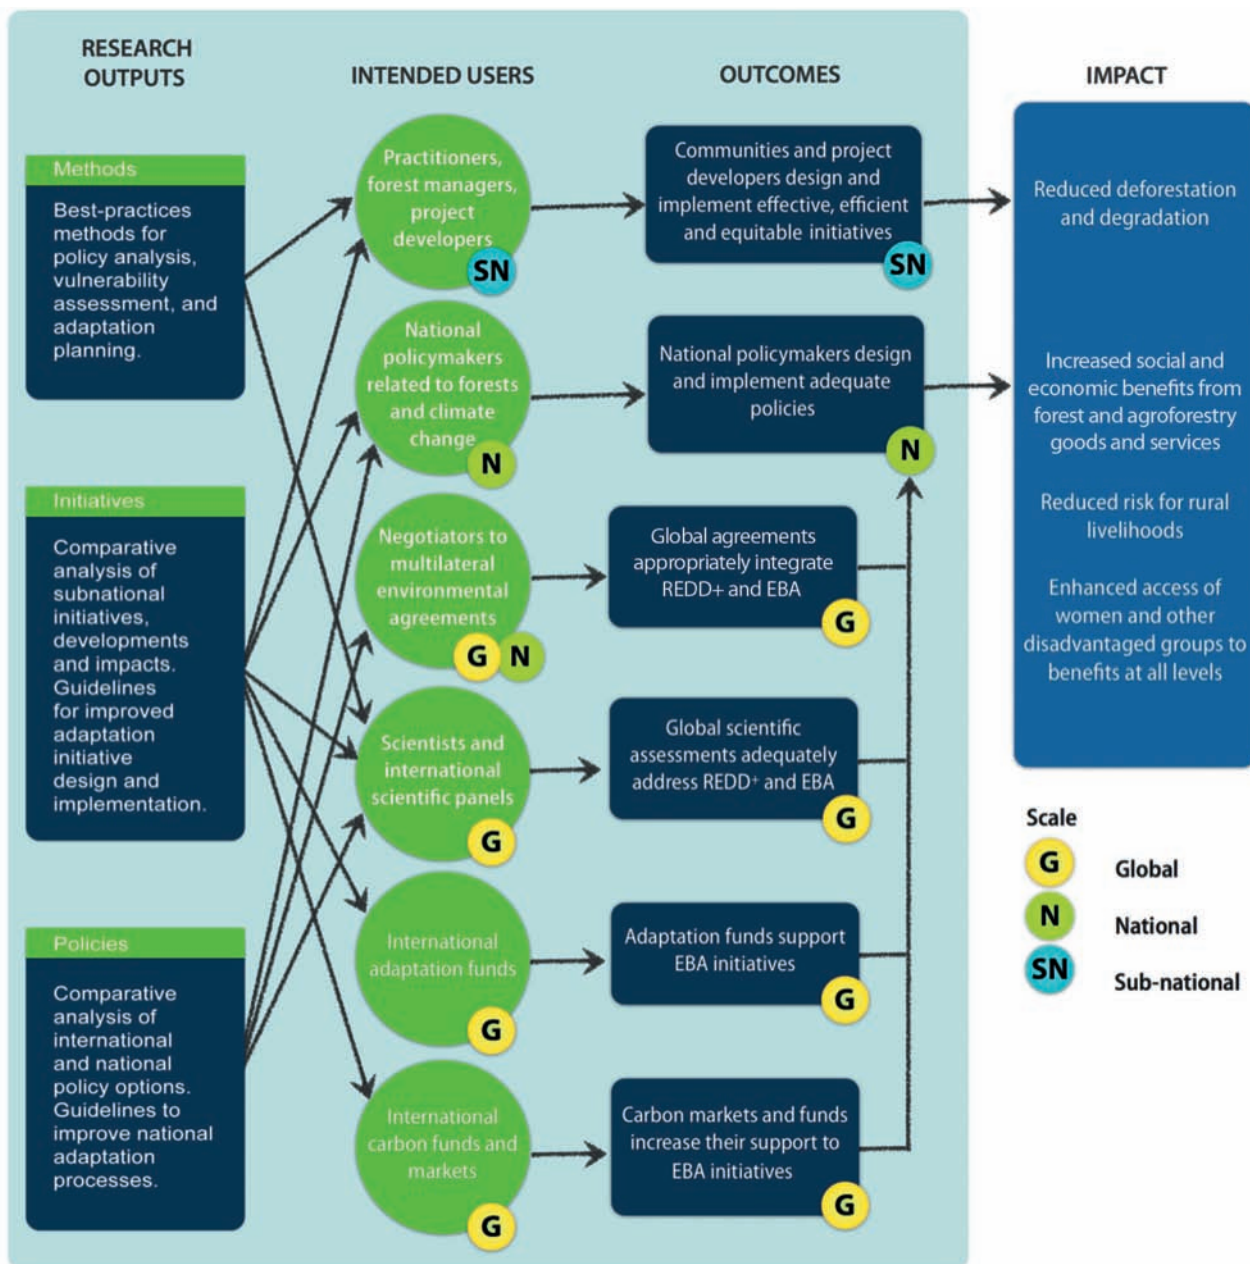 RESEARCH
OUTPUTS
INTENDED USERS
OUTCOMES
IMPACT
Methods
Best-practices
methods for
policy analysis,
vulnerability
assessment, and
adaptation
planning.
Initiatives
Comparative
analysis of
subnational
initiatives,
developments
and impacts.
Guidelines
for improved
adaptation
initiative
design and
implementation.
Policies
Comparative
analysis of
international
and national
policy options.
Guidelines to
improve national
adaptation
processes.
Practitioners,
forest managers,
project
developers
SN
National
policymakers
related to forests
and climate
change
N
Negotiators to
multilateral
environmental
agreements
G N
Scientists and
international
scientific panels
G
International
adaptation funds
G
International
carbon funds and
markets
G
Communities and project
developers design and
implement effective, efficient
and equitable initiatives
SN
National policymakers design
and implement adequate
policies
N
Global agreements
appropriately integrate
REDD+ and EBA
G
Global scientific
assessments adequately
address REDD+ and EBA
G
Adaptation funds support
EBA initiatives
G
Carbon markets and funds
increase their support to
EBA initiatives
G
Reduced deforestation
and degradation
Increased social and
economic benefits from
forest and agroforestry
goods and services
Reduced risk for rural
livelihoods
Enhanced access of
women and other
disadvantaged groups to
benefits at all levels
Scale
G Global
N National
SN Sub-national